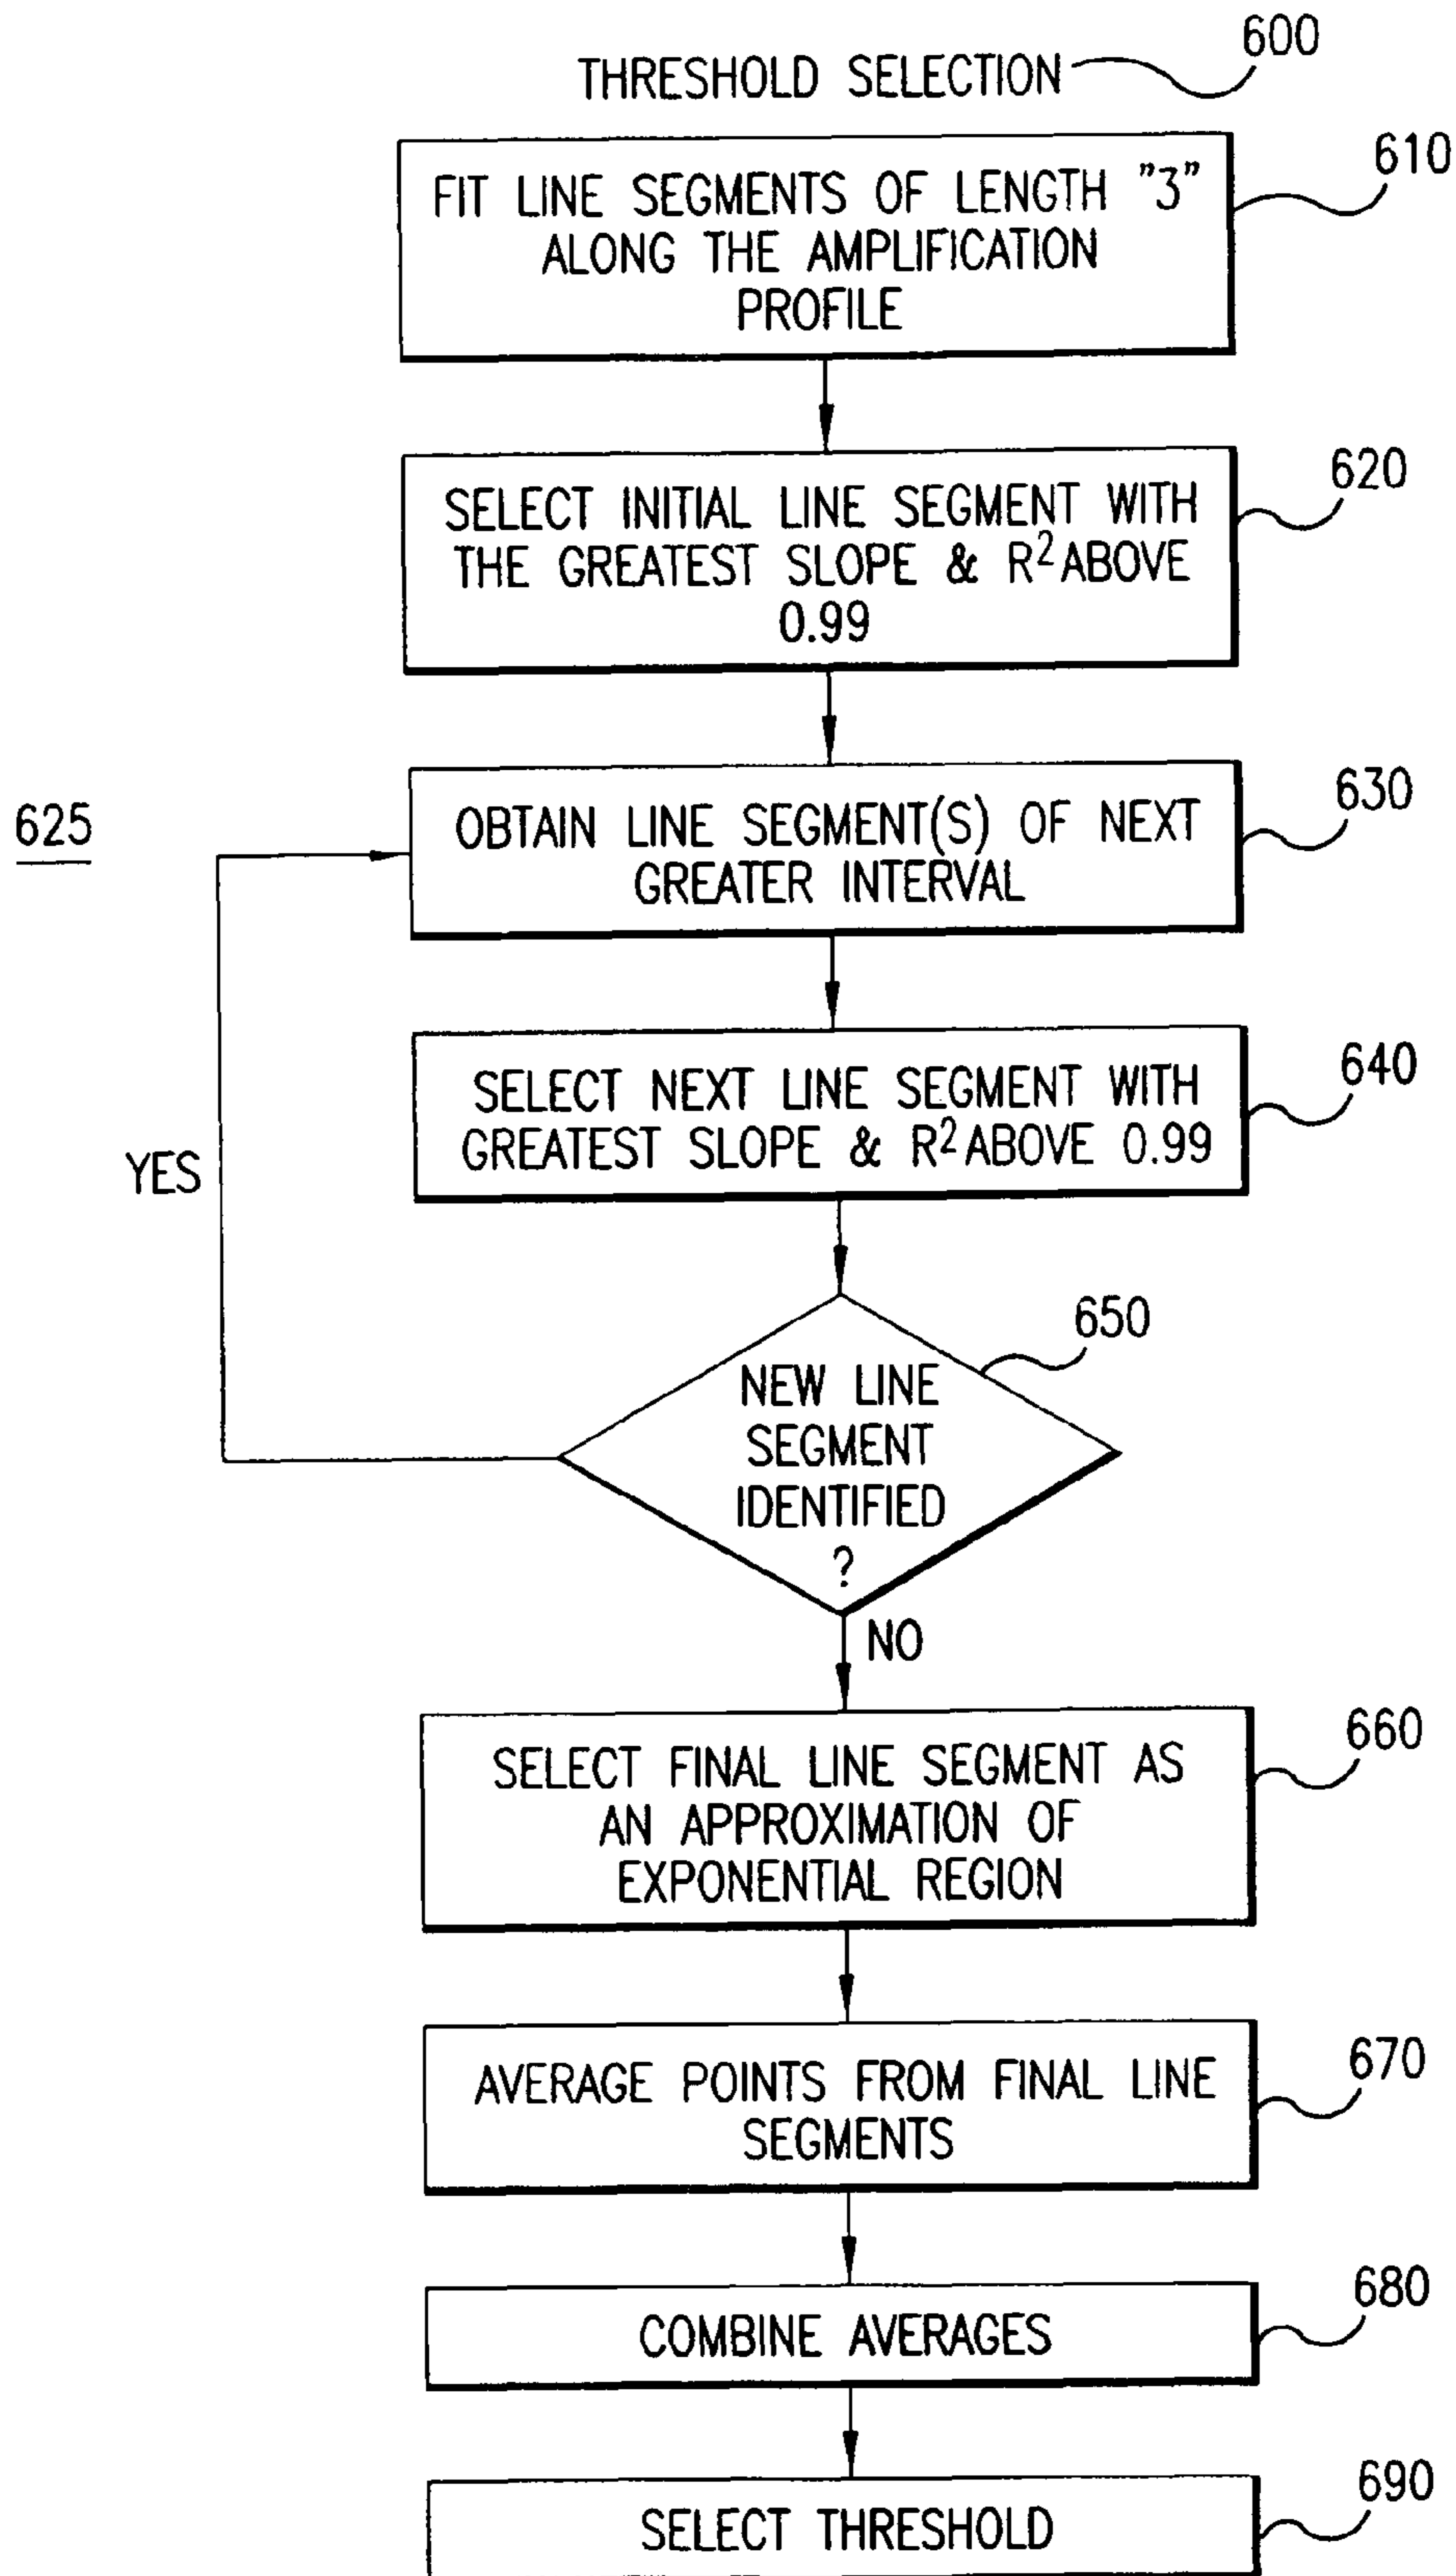 THRESHOLD SELECTION 600
FIT LINE SEGMENTS OF LENGTH "3"
ALONG THE AMPLIFICATION
PROFILE
610
SELECT INITIAL LINE SEGMENT WITH
THE GREATEST SLOPE & R² ABOVE
0.99
620
625
OBTAIN LINE SEGMENT(S) OF NEXT
GREATER INTERVAL
630
SELECT NEXT LINE SEGMENT WITH
GREATEST SLOPE & R² ABOVE 0.99
640
YES
NEW LINE
SEGMENT
IDENTIFIED
?
650
NO
SELECT FINAL LINE SEGMENT AS
AN APPROXIMATION OF
EXPONENTIAL REGION
660
AVERAGE POINTS FROM FINAL LINE
SEGMENTS
670
COMBINE AVERAGES
680
SELECT THRESHOLD
690